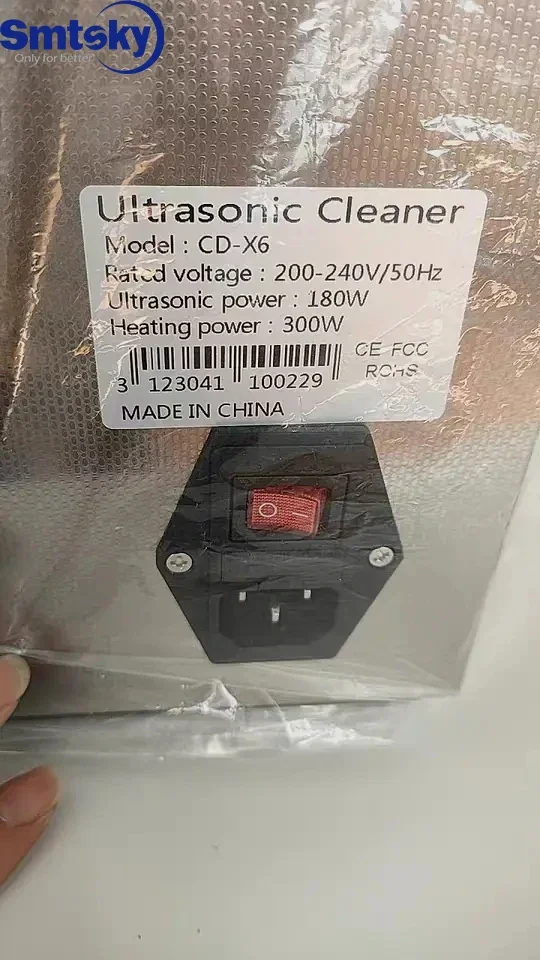 Smtsky
Only for better
Ultrasonic Cleaner
Model : CD-X6
Rated voltage : 200-240V/50Hz
Ultrasonic power : 180W
Heating power : 300W
CE FCC
ROHS
3 123041 100229
MADE IN CHINA